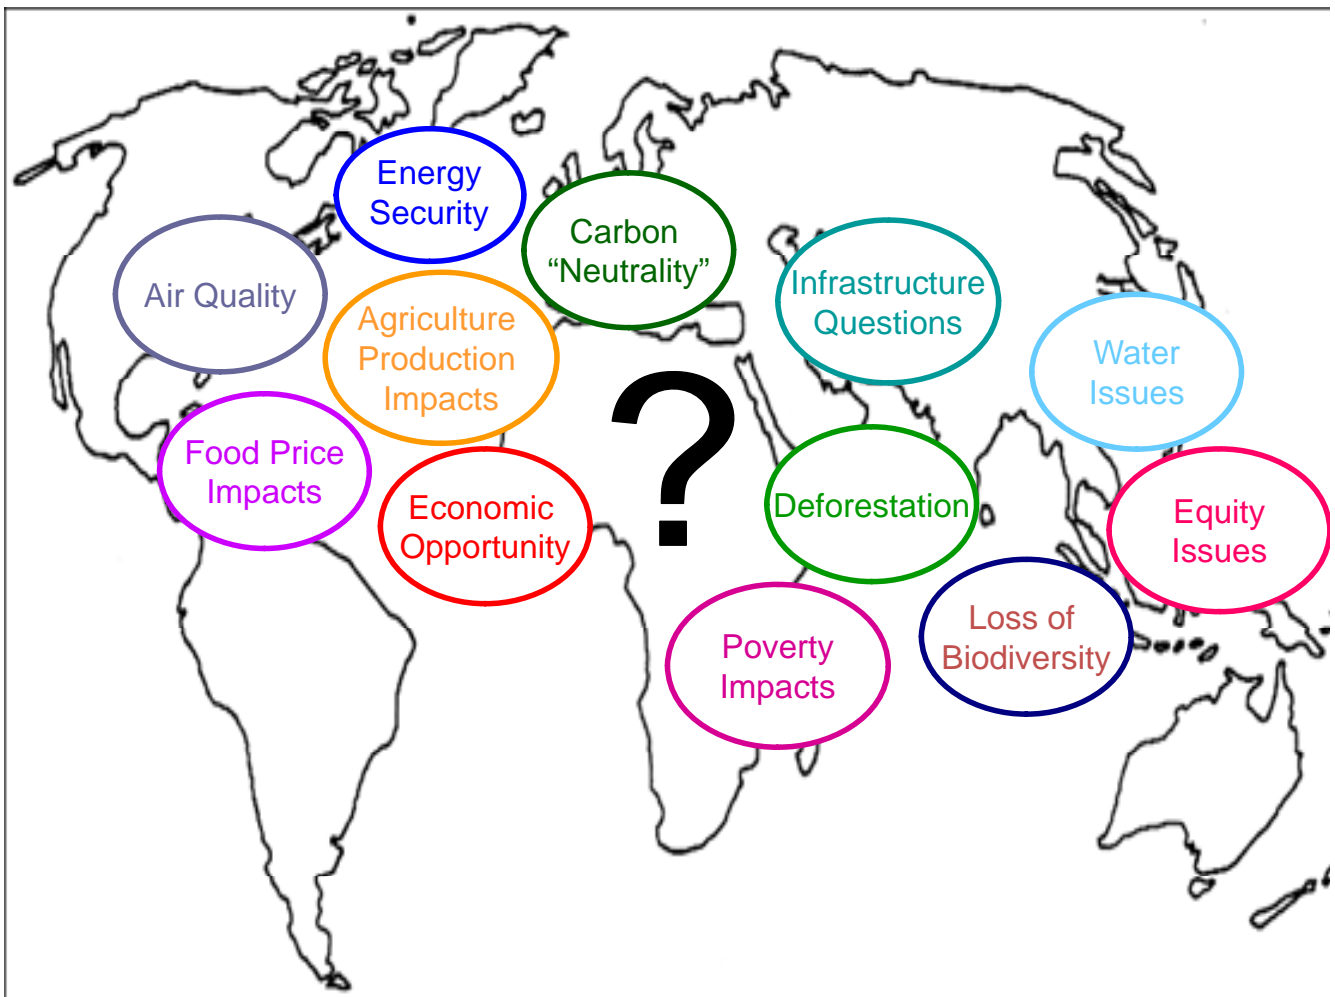 Energy
Security
Carbon
“Neutrality”
Air Quality
Agriculture
Production
Impacts
Infrastructure
Questions
Water
Issues
?
Food Price
Impacts
Economic
Opportunity
Deforestation
Equity
Issues
Poverty
Impacts
Loss of
Biodiversity